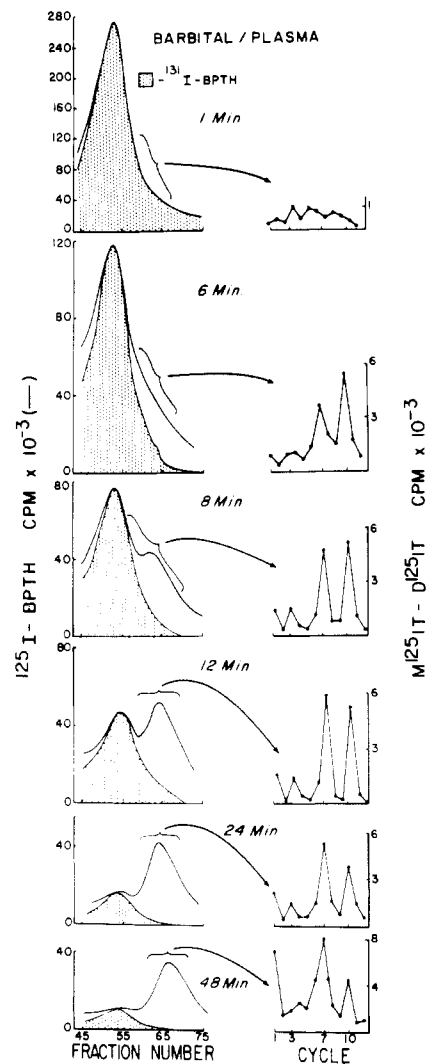 BARBITAL / PLASMA
-¹³¹I-BPTH
1 Min
280
240
200
160
120
80
40
0
1
6 Min
120
80
40
0
6
3
8 Min
80
40
0
6
3
12 Min
80
40
0
6
3
24 Min
40
0
6
3
48 Min
40
0
8
4
45 55 65 75
1 3 7 10
FRACTION NUMBER
CYCLE
¹²⁵I-BPTH CPM x 10⁻³ (—)
M¹²⁵IT - D¹²⁵IT CPM x 10⁻³